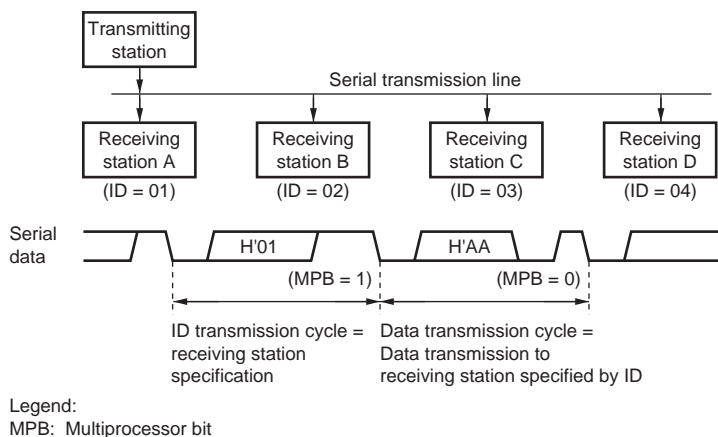 Transmitting
station
Serial transmission line
Receiving
station A
Receiving
station B
Receiving
station C
Receiving
station D
(ID = 01)
(ID = 02)
(ID = 03)
(ID = 04)
Serial
data
H'01
H'AA
(MPB = 1)
(MPB = 0)
ID transmission cycle =
receiving station
specification
Data transmission cycle =
Data transmission to
receiving station specified by ID
Legend:
MPB: Multiprocessor bit